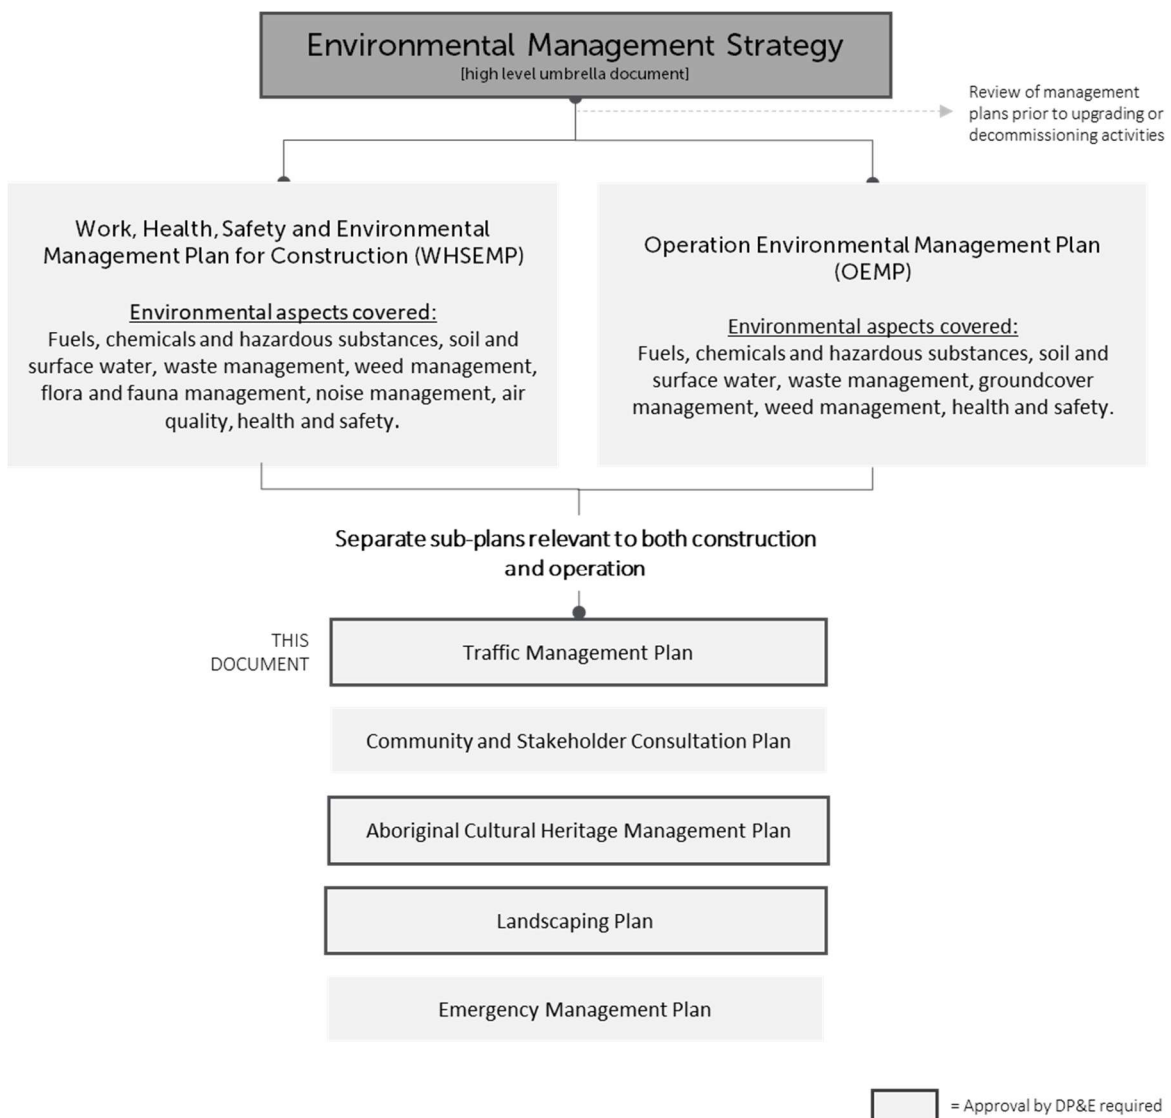 Environmental Management Strategy
[high level umbrella document]
Review of management
plans prior to upgrading or
decommissioning activities
Work, Health, Safety and Environmental
Management Plan for Construction (WHSEMP)
Environmental aspects covered:
Fuels, chemicals and hazardous substances, soil and
surface water, waste management, weed management,
flora and fauna management, noise management, air
quality, health and safety.
Operation Environmental Management Plan
(OEMP)
Environmental aspects covered:
Fuels, chemicals and hazardous substances, soil and
surface water, waste management, groundcover
management, weed management, health and safety.
Separate sub-plans relevant to both construction
and operation
THIS
DOCUMENT
Traffic Management Plan
Community and Stakeholder Consultation Plan
Aboriginal Cultural Heritage Management Plan
Landscaping Plan
Emergency Management Plan
= Approval by DP&E required